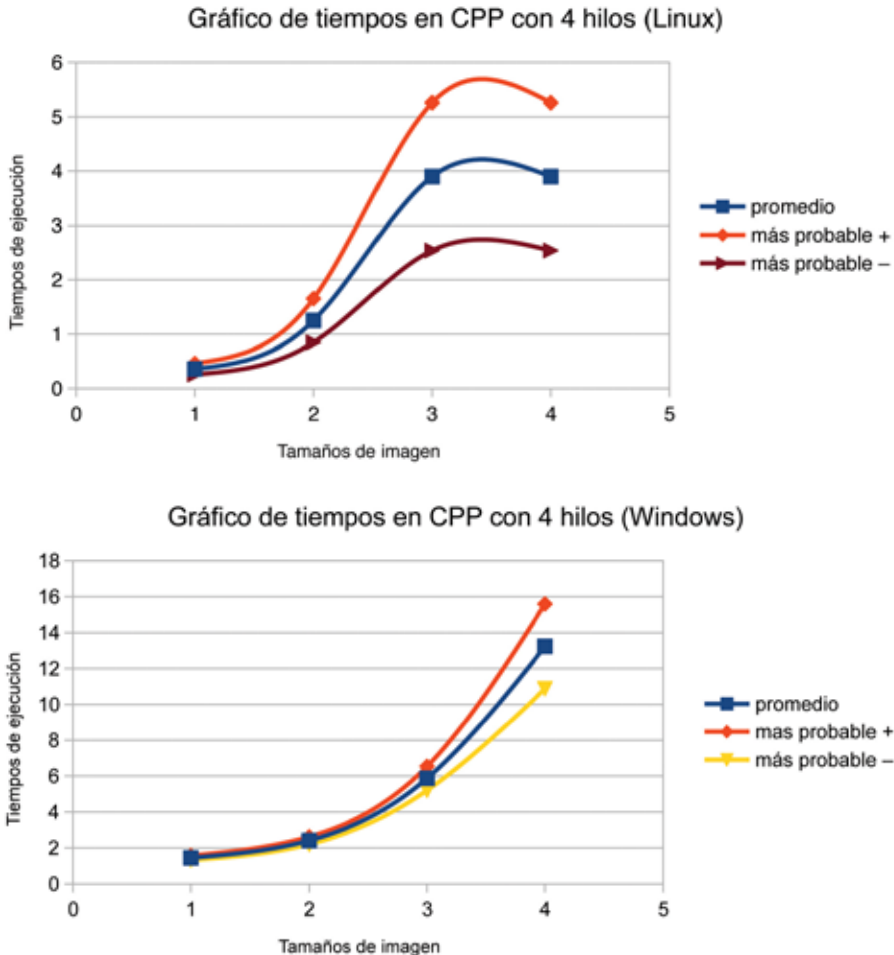 Gráfico de tiempos en CPP con 4 hilos (Linux)
6
5
4
3
2
1
0
Tiempos de ejecución
0 1 2 3 4 5
Tamaños de imagen
promedio
más probable +
más probable –
Gráfico de tiempos en CPP con 4 hilos (Windows)
18
16
14
12
10
8
6
4
2
0
Tiempos de ejecución
0 1 2 3 4 5
Tamaños de imagen
promedio
mas probable +
más probable –